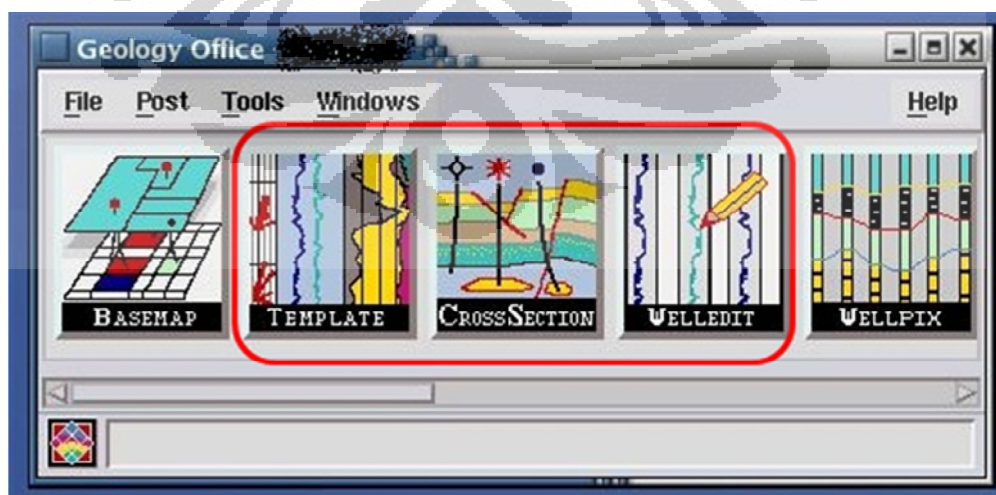 Geology Office
File Post Tools Windows Help
BASEMAP TEMPLATE CROSSSECTION WELLEDIT WELLPIX